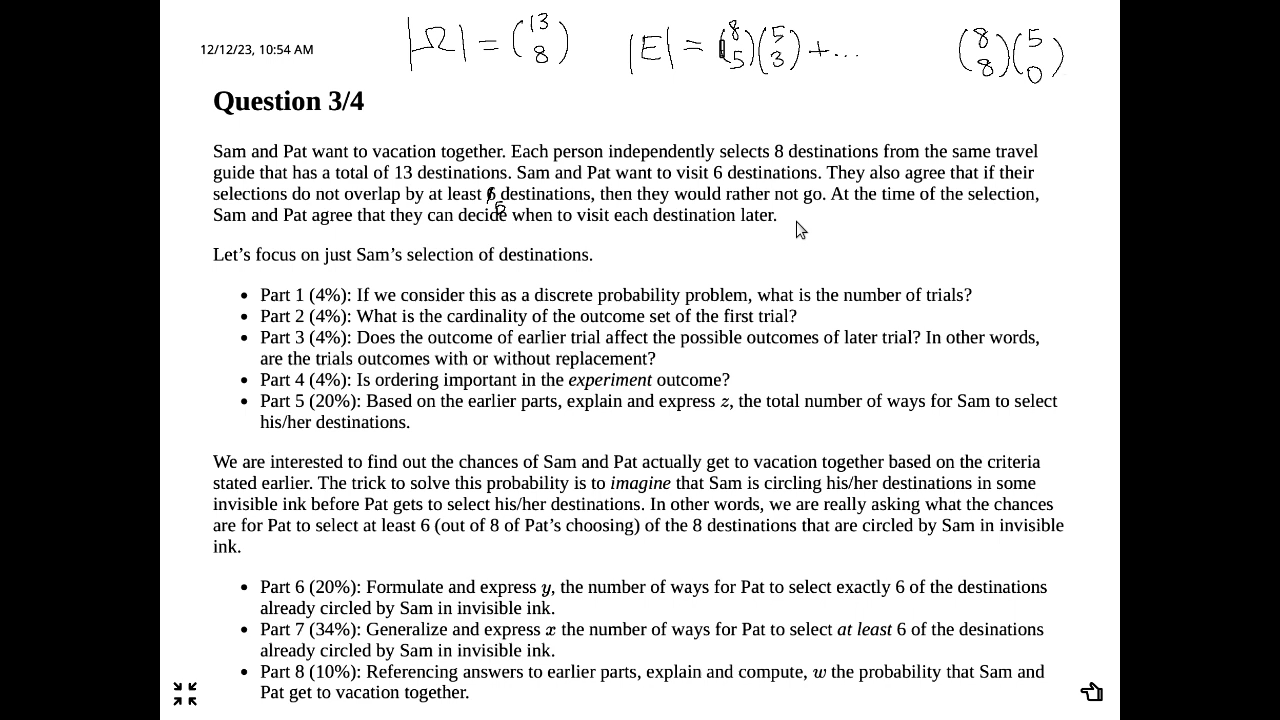 12/12/23, 10:54 AM
|Ω| = (13 8) |E| = (8 5)(5 3) + ... (8 8)(5 0)
Question 3/4
Sam and Pat want to vacation together. Each person independently selects 8 destinations from the same travel
guide that has a total of 13 destinations. Sam and Pat want to visit 6 destinations. They also agree that if their
selections do not overlap by at least 6 destinations, then they would rather not go. At the time of the selection,
5
Sam and Pat agree that they can decide when to visit each destination later.
Let's focus on just Sam's selection of destinations.
• Part 1 (4%): If we consider this as a discrete probability problem, what is the number of trials?
• Part 2 (4%): What is the cardinality of the outcome set of the first trial?
• Part 3 (4%): Does the outcome of earlier trial affect the possible outcomes of later trial? In other words,
are the trials outcomes with or without replacement?
• Part 4 (4%): Is ordering important in the experiment outcome?
• Part 5 (20%): Based on the earlier parts, explain and express z, the total number of ways for Sam to select
his/her destinations.
We are interested to find out the chances of Sam and Pat actually get to vacation together based on the criteria
stated earlier. The trick to solve this probability is to imagine that Sam is circling his/her destinations in some
invisible ink before Pat gets to select his/her destinations. In other words, we are really asking what the chances
are for Pat to select at least 6 (out of 8 of Pat's choosing) of the 8 destinations that are circled by Sam in invisible
ink.
• Part 6 (20%): Formulate and express y, the number of ways for Pat to select exactly 6 of the destinations
already circled by Sam in invisible ink.
• Part 7 (34%): Generalize and express x the number of ways for Pat to select at least 6 of the desinations
already circled by Sam in invisible ink.
• Part 8 (10%): Referencing answers to earlier parts, explain and compute, w the probability that Sam and
Pat get to vacation together.